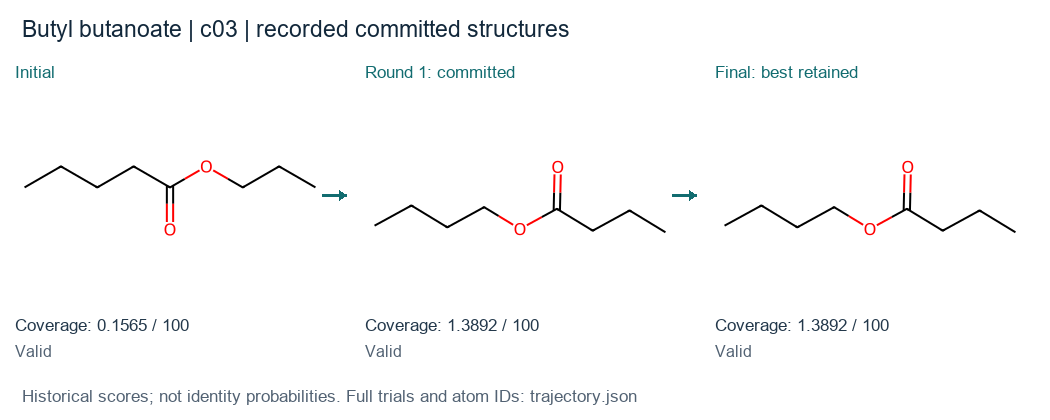 Butyl butanoate | c03 | recorded committed structures
Initial
Round 1: committed
Final: best retained
O
O
O
O
O
O
Coverage: 0.1565 / 100
Coverage: 1.3892 / 100
Coverage: 1.3892 / 100
Valid
Valid
Valid
Historical scores; not identity probabilities. Full trials and atom IDs: trajectory.json